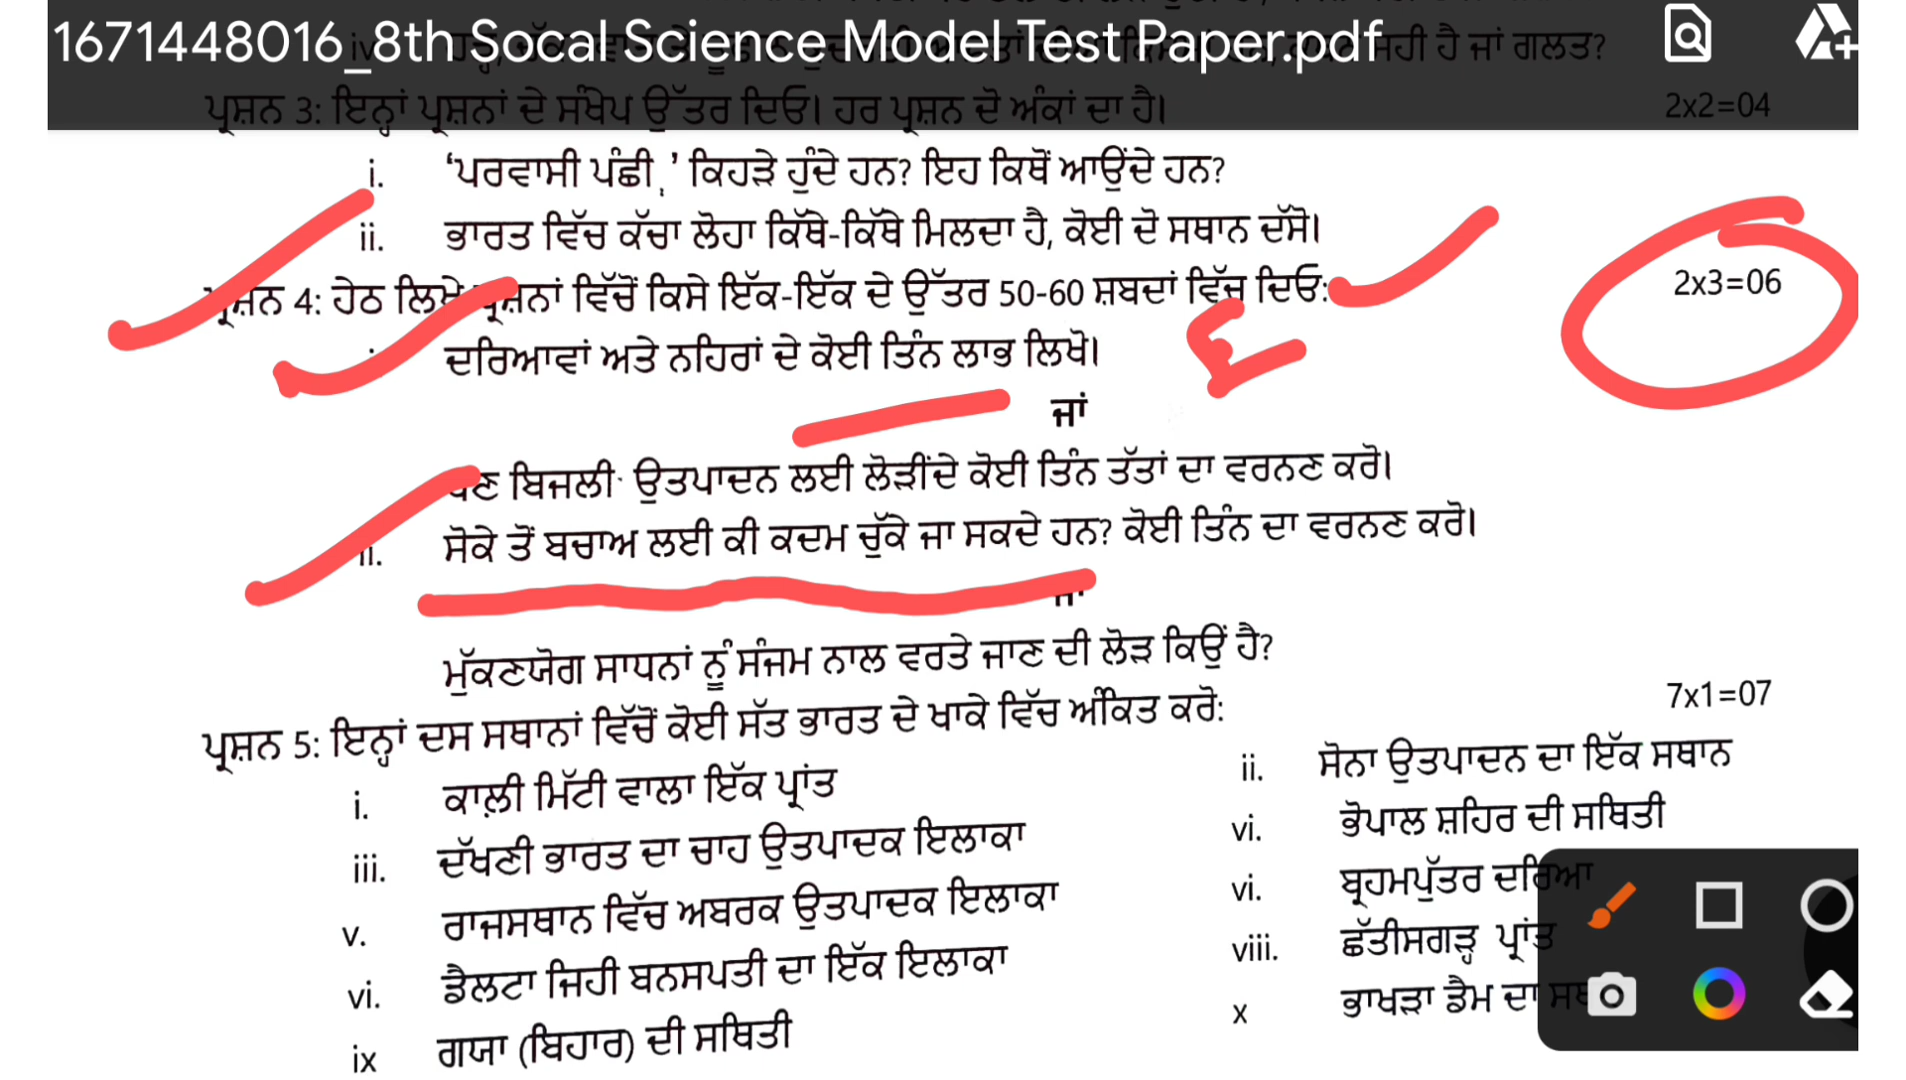 1671448016_8th Socal Science Model Test Paper.pdf
ਸਹੀ ਹੈ ਜਾਂ ਗਲਤ?
ਪ੍ਰਸ਼ਨ 3: ਇਨ੍ਹਾਂ ਪ੍ਰਸ਼ਨਾਂ ਦੇ ਸੰਖੇਪ ਉੱਤਰ ਦਿਓ। ਹਰ ਪ੍ਰਸ਼ਨ ਦੋ ਅੰਕਾਂ ਦਾ ਹੈ। 2x2=04
i. ‘ਪਰਵਾਸੀ ਪੰਛੀ,’ ਕਿਹੜੇ ਹੁੰਦੇ ਹਨ? ਇਹ ਕਿਥੋਂ ਆਉਂਦੇ ਹਨ?
ii. ਭਾਰਤ ਵਿੱਚ ਕੱਚਾ ਲੋਹਾ ਕਿੱਥੇ-ਕਿੱਥੇ ਮਿਲਦਾ ਹੈ, ਕੋਈ ਦੋ ਸਥਾਨ ਦੱਸੋ।
ਪ੍ਰਸ਼ਨ 4: ਹੇਠ ਲਿਖੇ ਪ੍ਰਸ਼ਨਾਂ ਵਿੱਚੋਂ ਕਿਸੇ ਇੱਕ-ਇੱਕ ਦੇ ਉੱਤਰ 50-60 ਸ਼ਬਦਾਂ ਵਿੱਚ ਦਿਓ: 2x3=06
ਦਰਿਆਵਾਂ ਅਤੇ ਨਹਿਰਾਂ ਦੇ ਕੋਈ ਤਿੰਨ ਲਾਭ ਲਿਖੋ।
ਜਾਂ
ਪਣ ਬਿਜਲੀ ਉਤਪਾਦਨ ਲਈ ਲੋੜੀਂਦੇ ਕੋਈ ਤਿੰਨ ਤੱਤਾਂ ਦਾ ਵਰਨਣ ਕਰੋ।
ii. ਸੋਕੇ ਤੋਂ ਬਚਾਅ ਲਈ ਕੀ ਕਦਮ ਚੁੱਕੇ ਜਾ ਸਕਦੇ ਹਨ? ਕੋਈ ਤਿੰਨ ਦਾ ਵਰਨਣ ਕਰੋ।
ਜਾਂ
ਮੁੱਕਣਯੋਗ ਸਾਧਨਾਂ ਨੂੰ ਸੰਜਮ ਨਾਲ ਵਰਤੇ ਜਾਣ ਦੀ ਲੋੜ ਕਿਉਂ ਹੈ?
ਪ੍ਰਸ਼ਨ 5: ਇਨ੍ਹਾਂ ਦਸ ਸਥਾਨਾਂ ਵਿੱਚੋਂ ਕੋਈ ਸੱਤ ਭਾਰਤ ਦੇ ਖਾਕੇ ਵਿੱਚ ਅੰਕਿਤ ਕਰੋ: 7x1=07
i. ਕਾਲ਼ੀ ਮਿੱਟੀ ਵਾਲਾ ਇੱਕ ਪ੍ਰਾਂਤ ii. ਸੋਨਾ ਉਤਪਾਦਨ ਦਾ ਇੱਕ ਸਥਾਨ
iii. ਦੱਖਣੀ ਭਾਰਤ ਦਾ ਚਾਹ ਉਤਪਾਦਕ ਇਲਾਕਾ vi. ਭੋਪਾਲ ਸ਼ਹਿਰ ਦੀ ਸਥਿਤੀ
v. ਰਾਜਸਥਾਨ ਵਿੱਚ ਅਬਰਕ ਉਤਪਾਦਕ ਇਲਾਕਾ vi. ਬ੍ਰਹਮਪੁੱਤਰ ਦਰਿਆ
vi. ਡੈਲਟਾ ਜਿਹੀ ਬਨਸਪਤੀ ਦਾ ਇੱਕ ਇਲਾਕਾ viii. ਛੱਤੀਸਗੜ੍ਹ ਪ੍ਰਾਂਤ
ix ਗਯਾ (ਬਿਹਾਰ) ਦੀ ਸਥਿਤੀ x ਭਾਖੜਾ ਡੈਮ ਦਾ